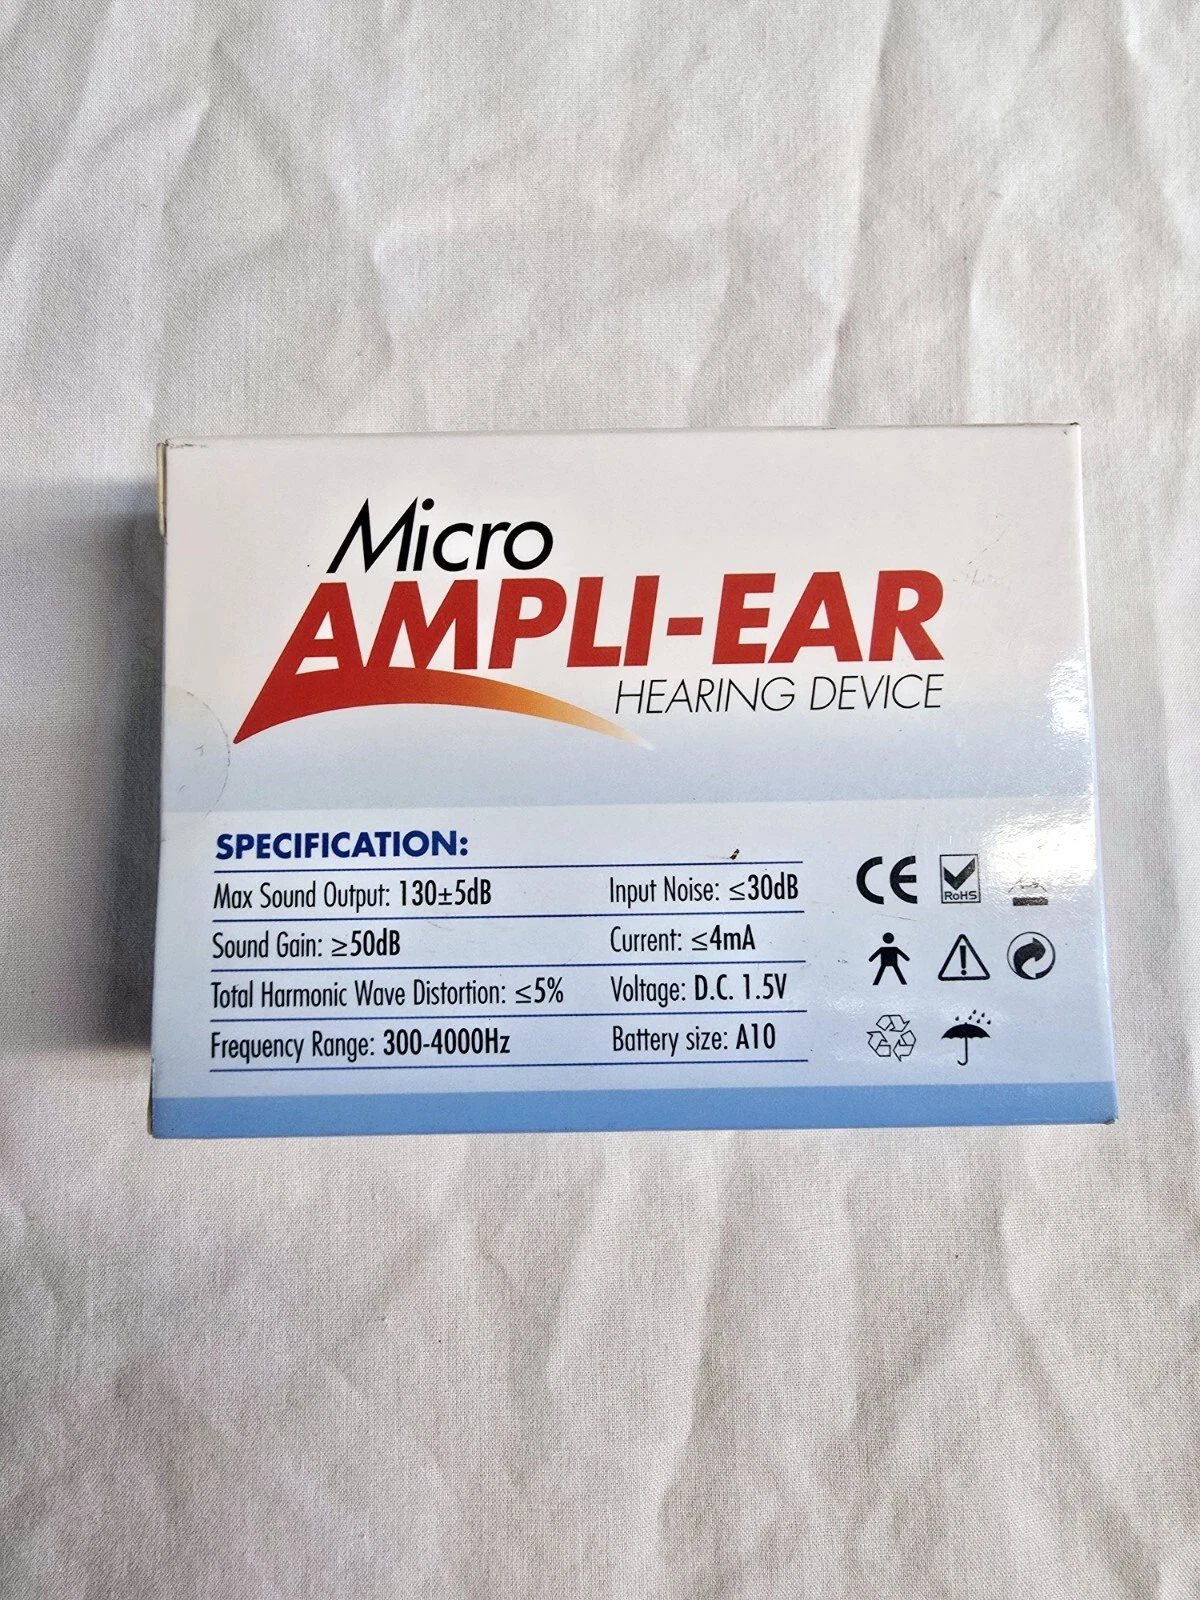 Micro
AMPLI-EAR
HEARING DEVICE
SPECIFICATION:
Max Sound Output: 130±5dB
Input Noise: ≤30dB
Sound Gain: ≥50dB
Current: ≤4mA
Total Harmonic Wave Distortion: ≤5%
Voltage: D.C. 1.5V
Frequency Range: 300-4000Hz
Battery size: A10
CE
RoHS